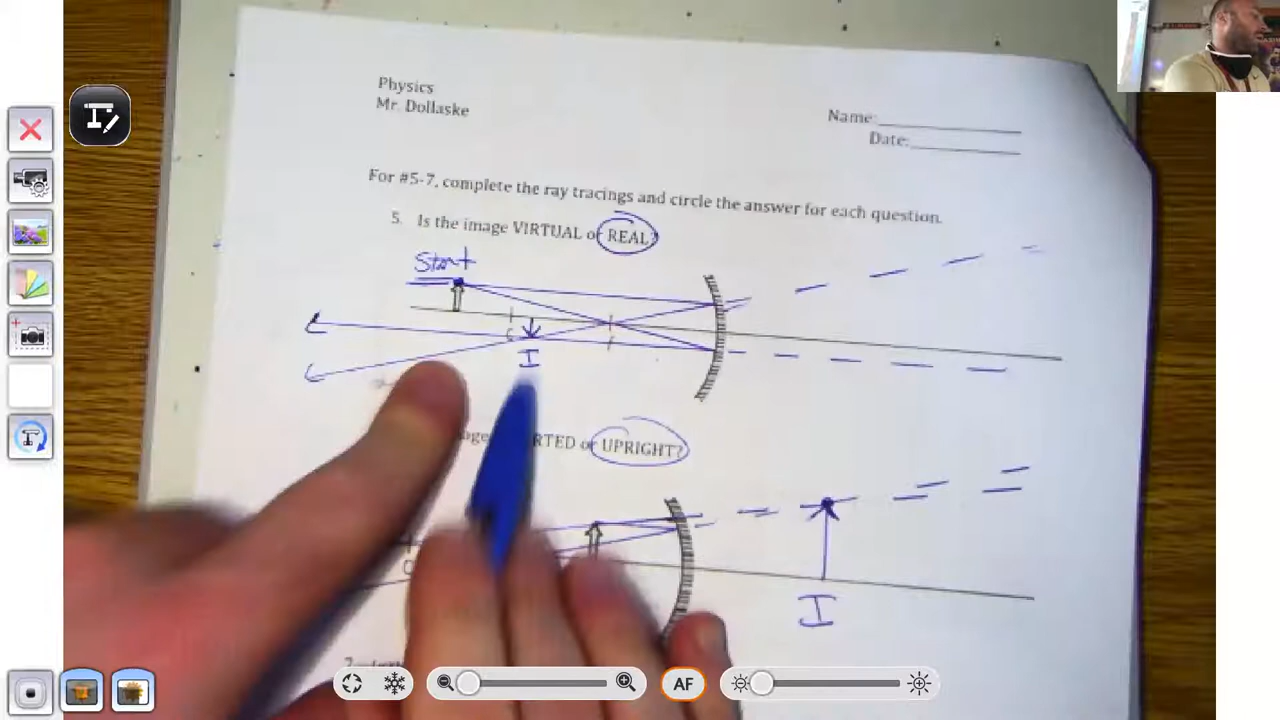 Physics
Mr. Dollaske
Name:
Date:
For #5-7, complete the ray tracings and circle the answer for each question.
5. Is the image VIRTUAL or REAL?
Start
C
f
I
or UPRIGHT?
I
AF